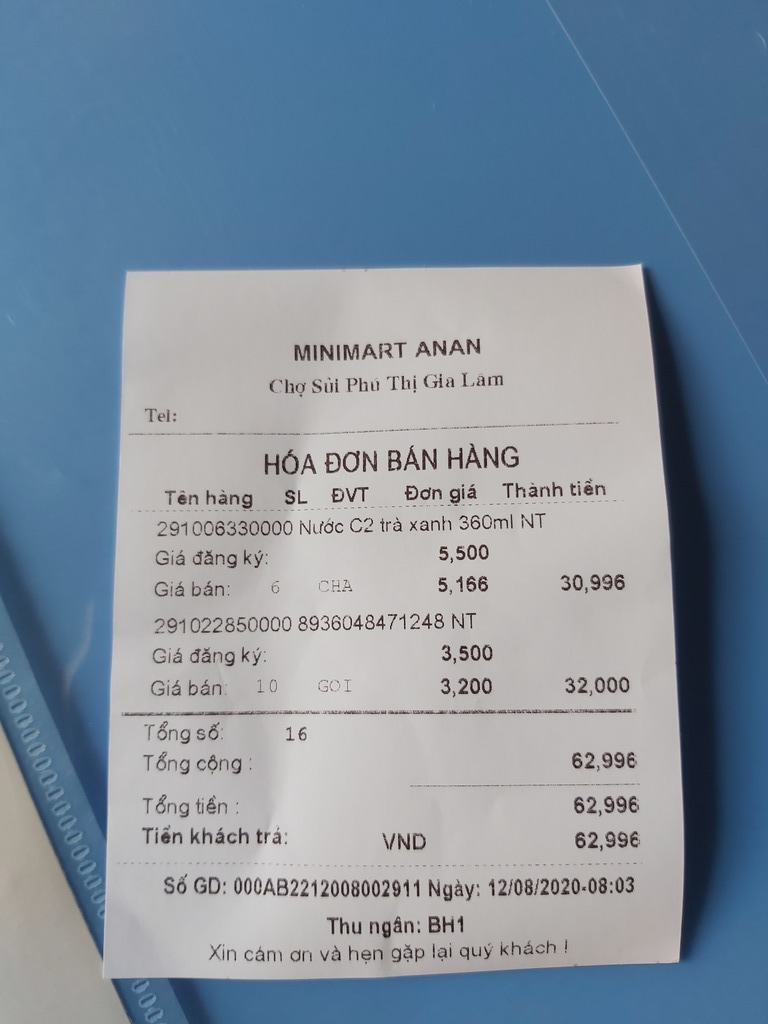 MINIMART ANAN
Chợ Sủi Phú Thị Gia Lâm
Tel:
HÓA ĐƠN BÁN HÀNG
Tên hàng SL ĐVT Đơn giá Thành tiền
291006330000 Nước C2 trà xanh 360ml NT
Giá đăng ký: 5,500
Giá bán: 6 CHA 5,166 30,996
291022850000 8936048471248 NT
Giá đăng ký: 3,500
Giá bán: 10 GOI 3,200 32,000
Tổng số: 16
Tổng cộng : 62,996
Tổng tiền : 62,996
Tiền khách trả: VND 62,996
Số GD: 000AB2212008002911 Ngày: 12/08/2020-08:03
Thu ngân: BH1
Xin cám ơn và hẹn gặp lại quý khách !